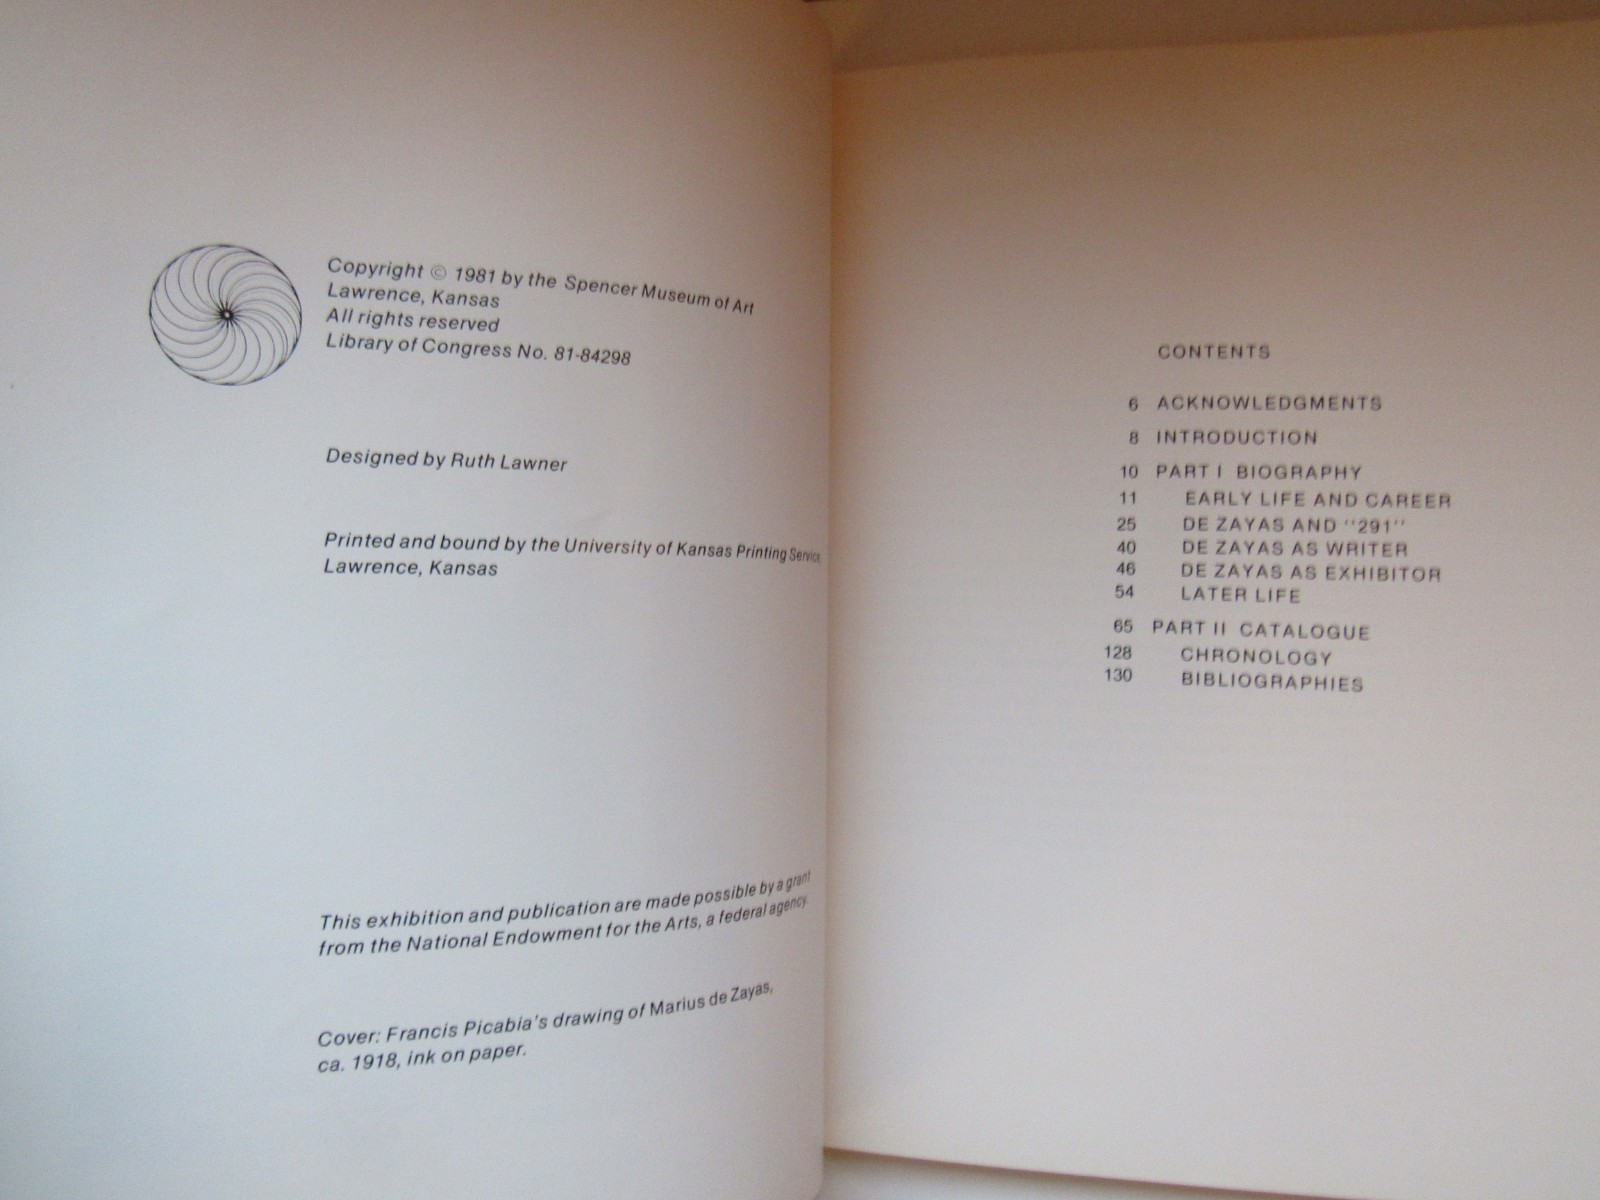 Copyright © 1981 by the Spencer Museum of Art
Lawrence, Kansas
All rights reserved
Library of Congress No. 81-84298
Designed by Ruth Lawner
Printed and bound by the University of Kansas Printing Service,
Lawrence, Kansas
This exhibition and publication are made possible by a grant
from the National Endowment for the Arts, a federal agency.
Cover: Francis Picabia's drawing of Marius de Zayas,
ca. 1918, ink on paper.
CONTENTS
6 ACKNOWLEDGMENTS
8 INTRODUCTION
10 PART I BIOGRAPHY
11 EARLY LIFE AND CAREER
25 DE ZAYAS AND "291"
40 DE ZAYAS AS WRITER
46 DE ZAYAS AS EXHIBITOR
54 LATER LIFE
65 PART II CATALOGUE
128 CHRONOLOGY
130 BIBLIOGRAPHIES